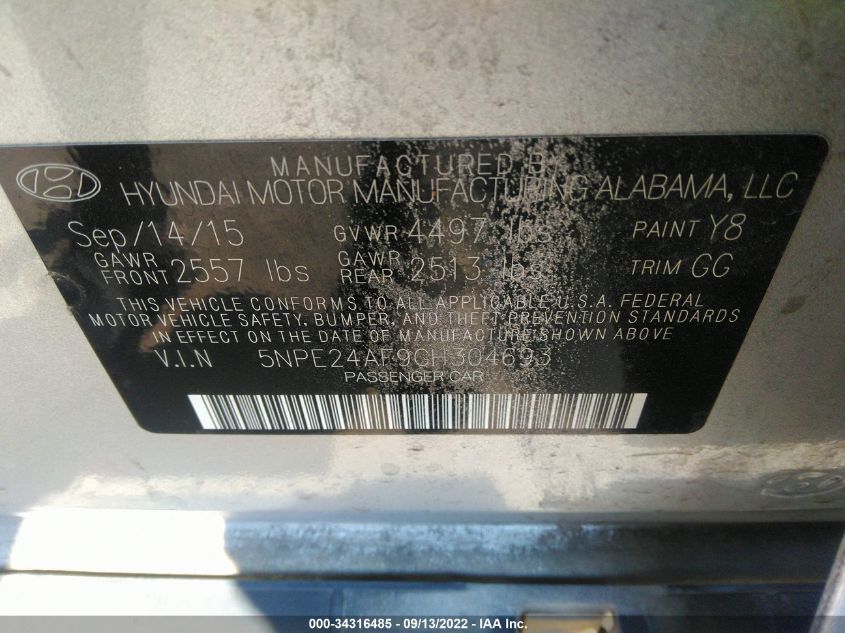 MANUFACTURED BY
HYUNDAI MOTOR MANUFACTURING ALABAMA, LLC
Sep/14/15 GVWR 4497 lbs PAINT Y8
GAWR FRONT 2557 lbs GAWR REAR 2513 lbs TRIM GG
THIS VEHICLE CONFORMS TO ALL APPLICABLE U.S.A. FEDERAL
MOTOR VEHICLE SAFETY, BUMPER, AND THEFT PREVENTION STANDARDS
IN EFFECT ON THE DATE OF MANUFACTURE SHOWN ABOVE
V.I.N 5NPE24AF9GH304693
PASSENGER CAR
000-34316485 - 09/13/2022 - IAA Inc.